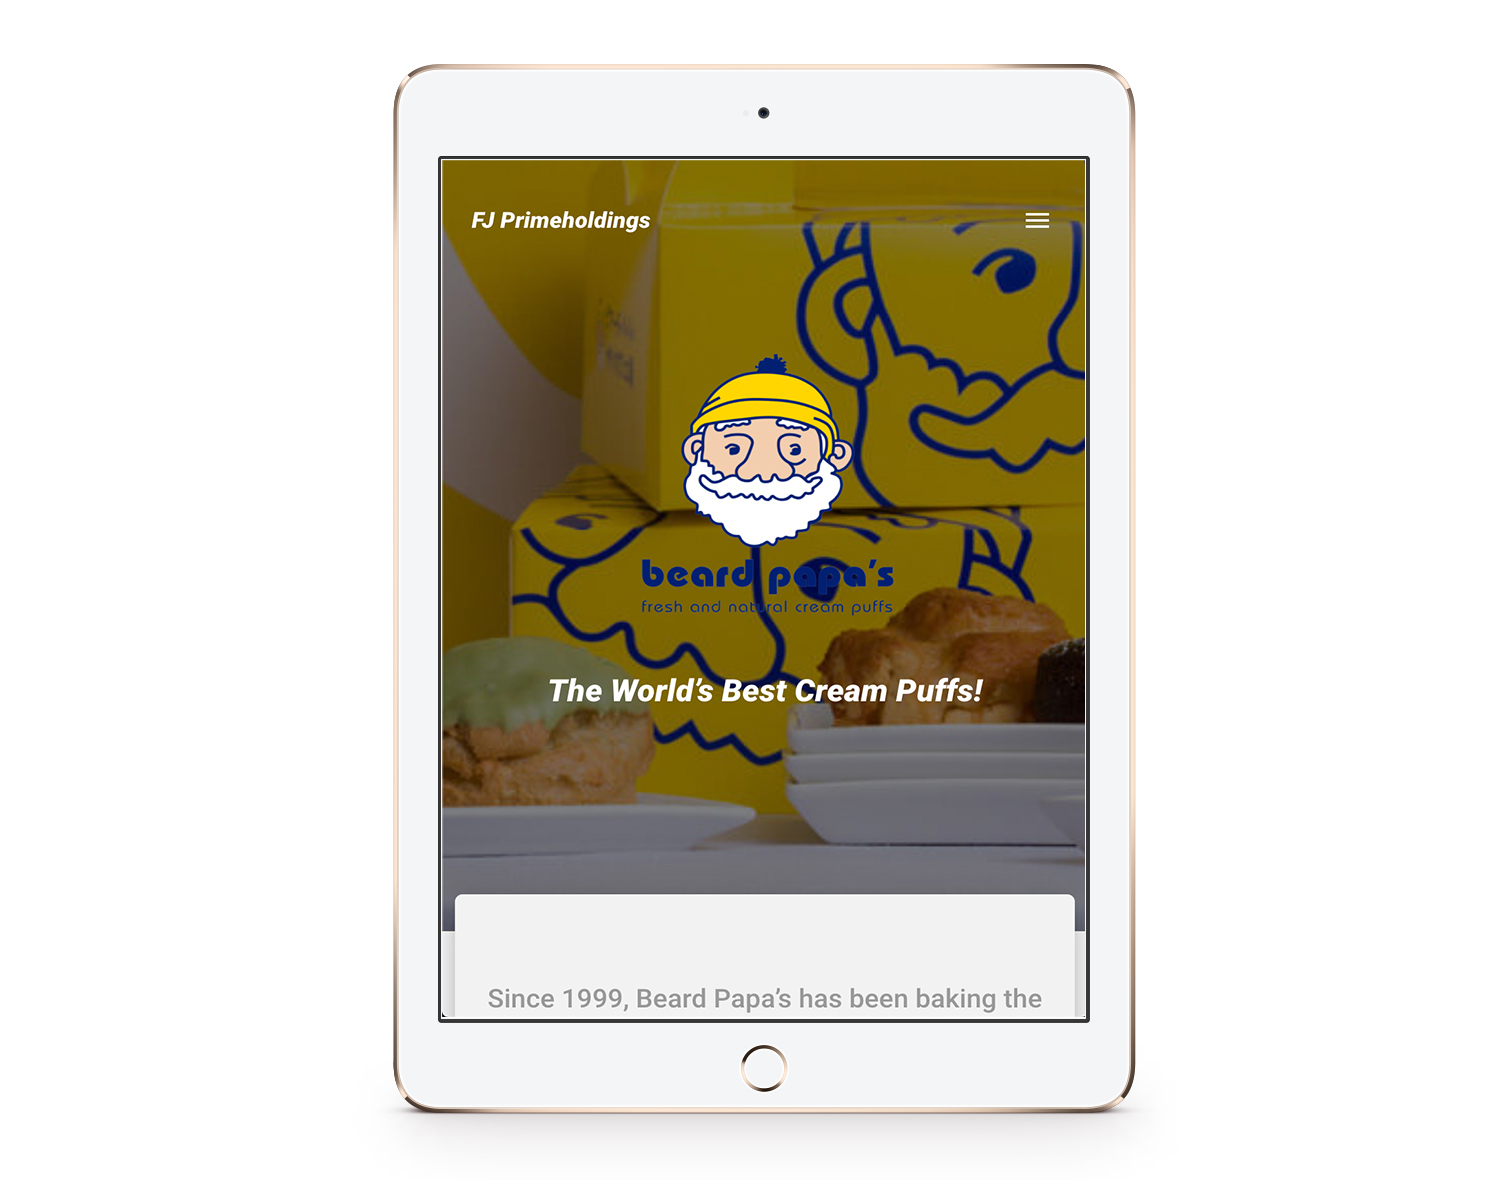 FJ Primeholdings
beard papa's
fresh and natural cream puffs
The World’s Best Cream Puffs!
Since 1999, Beard Papa’s has been baking the